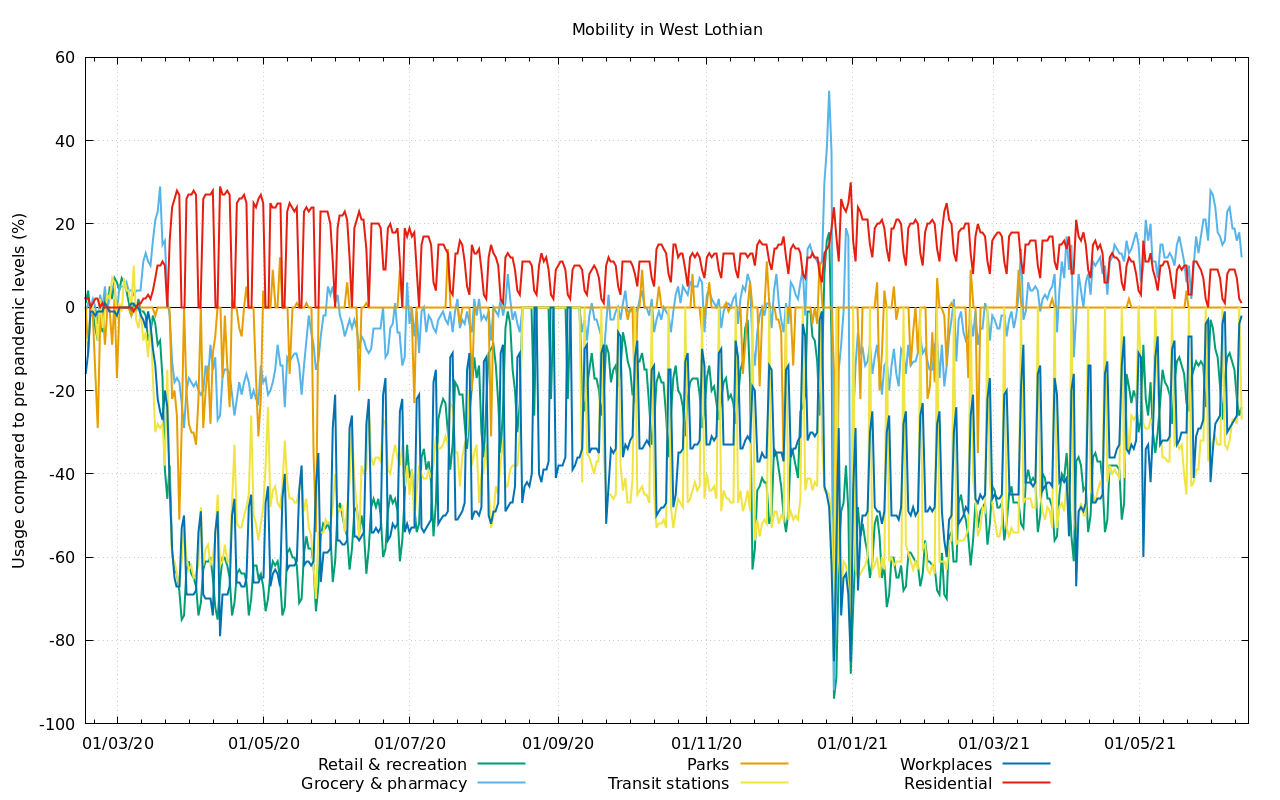 Mobility in West Lothian
Usage compared to pre pandemic levels (%)
60
40
20
0
-20
-40
-60
-80
-100
01/03/20 01/05/20 01/07/20 01/09/20 01/11/20 01/01/21 01/03/21 01/05/21
Retail & recreation Parks Workplaces
Grocery & pharmacy Transit stations Residential